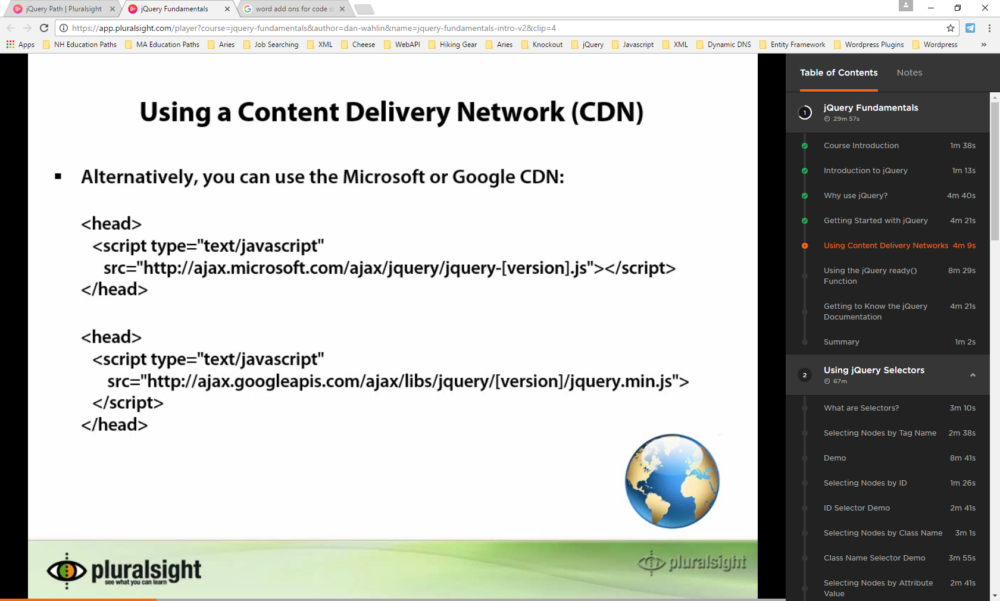 jQuery Path | Pluralsight
jQuery Fundamentals
word add ons for code s
https://app.pluralsight.com/player?course=jquery-fundamentals&author=dan-wahlin&name=jquery-fundamentals-intro-v2&clip=4
Apps NH Education Paths MA Education Paths Aries Job Searching XML Cheese WebAPI Hiking Gear Aries Knockout jQuery Javascript XML Dynamic DNS Entity Framework Wordpress Plugins Wordpress »
Using a Content Delivery Network (CDN)
▪ Alternatively, you can use the Microsoft or Google CDN:
<head>
<script type="text/javascript"
src="http://ajax.microsoft.com/ajax/jquery/jquery-[version].js"></script>
</head>
<head>
<script type="text/javascript"
src="http://ajax.googleapis.com/ajax/libs/jquery/[version]/jquery.min.js">
</script>
</head>
pluralsight
see what you can learn
pluralsight
Table of Contents Notes
1 jQuery Fundamentals
29m 57s
Course Introduction 1m 38s
Introduction to jQuery 1m 13s
Why use jQuery? 4m 40s
Getting Started with jQuery 4m 21s
Using Content Delivery Networks 4m 9s
Using the jQuery ready() 8m 29s
Function
Getting to Know the jQuery 4m 21s
Documentation
Summary 1m 2s
2 Using jQuery Selectors
67m
What are Selectors? 3m 10s
Selecting Nodes by Tag Name 2m 38s
Demo 8m 41s
Selecting Nodes by ID 1m 26s
ID Selector Demo 2m 41s
Selecting Nodes by Class Name 3m 1s
Class Name Selector Demo 3m 55s
Selecting Nodes by Attribute 2m 41s
Value